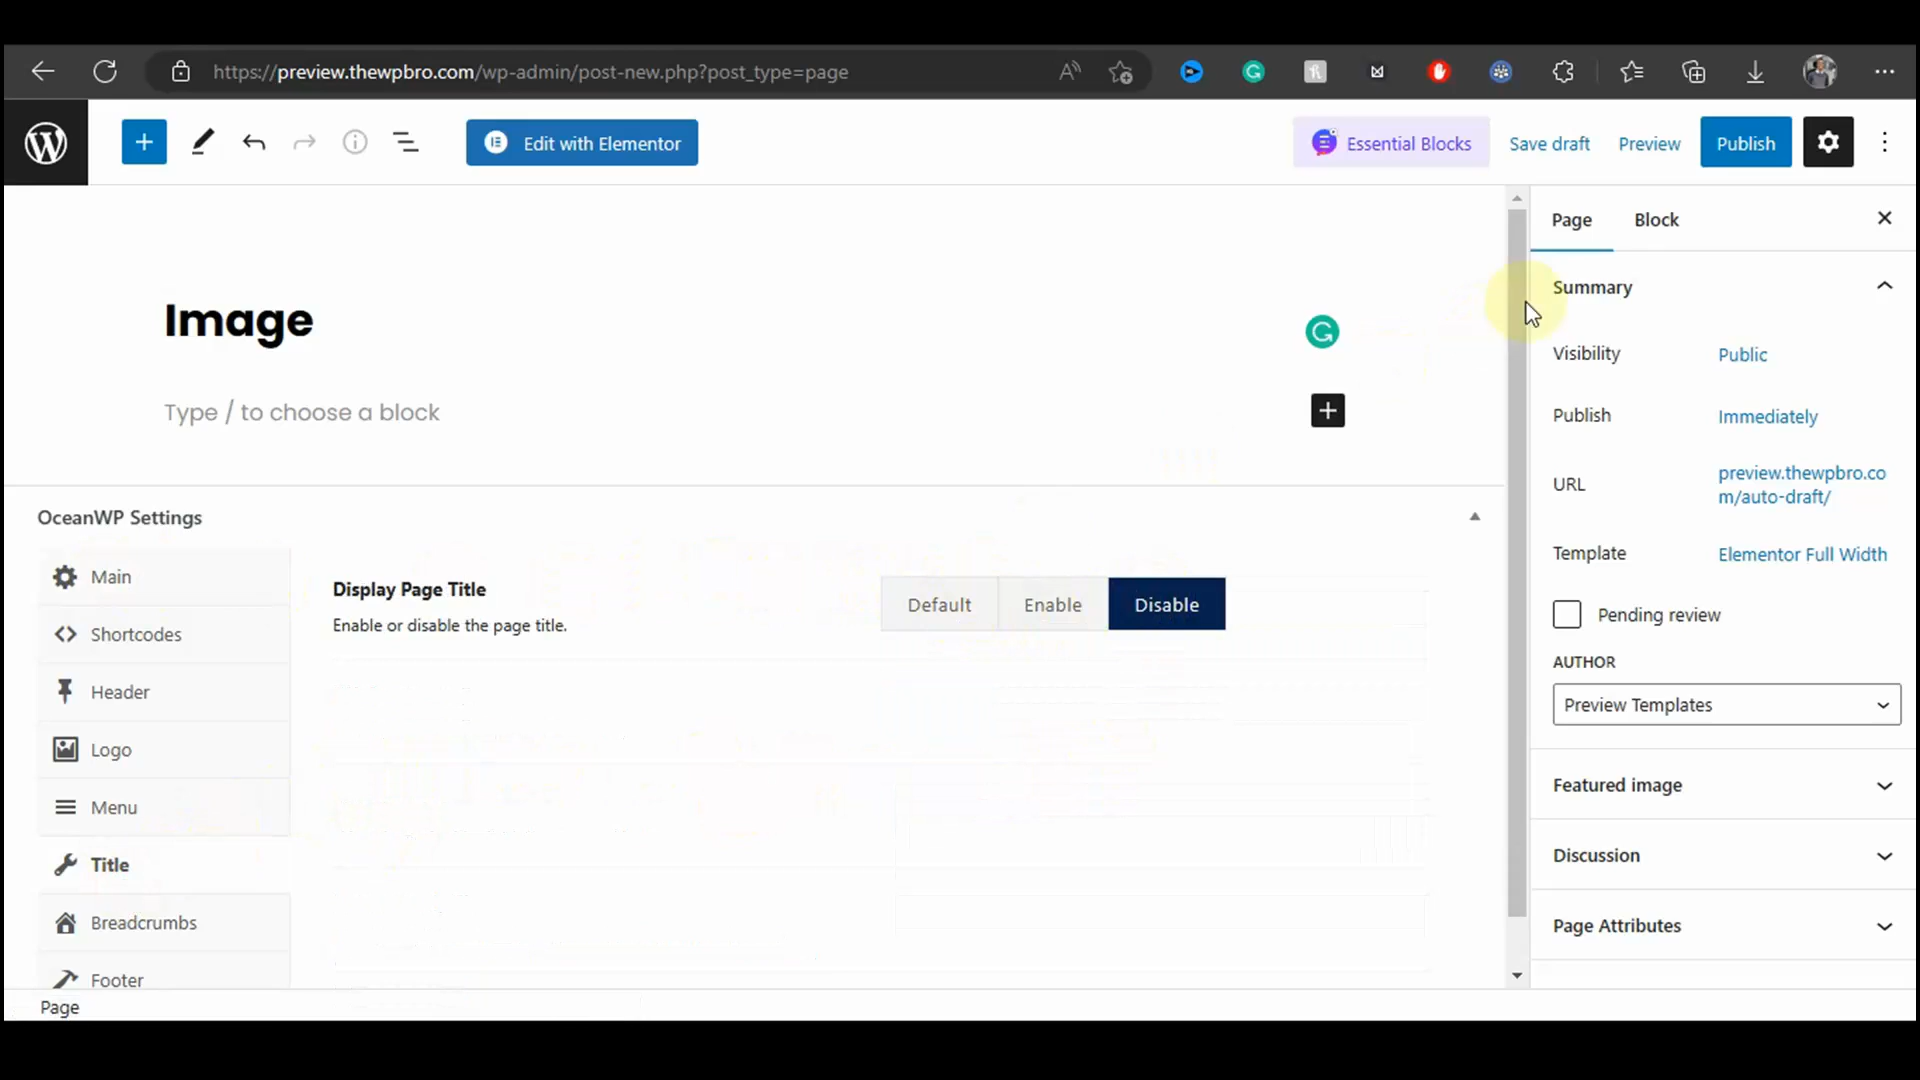 https://preview.thewpbro.com/wp-admin/post-new.php?post_type=page
Edit with Elementor
Essential Blocks
Save draft
Preview
Publish
Page
Block
Summary
Image
Visibility
Public
Type / to choose a block
Publish
Immediately
URL
preview.thewpbro.co
m/auto-draft/
OceanWP Settings
Template
Elementor Full Width
Main
Display Page Title
Enable or disable the page title.
Default
Enable
Disable
Pending review
Shortcodes
AUTHOR
Preview Templates
Header
Logo
Menu
Featured image
Title
Discussion
Breadcrumbs
Page Attributes
Footer
Page